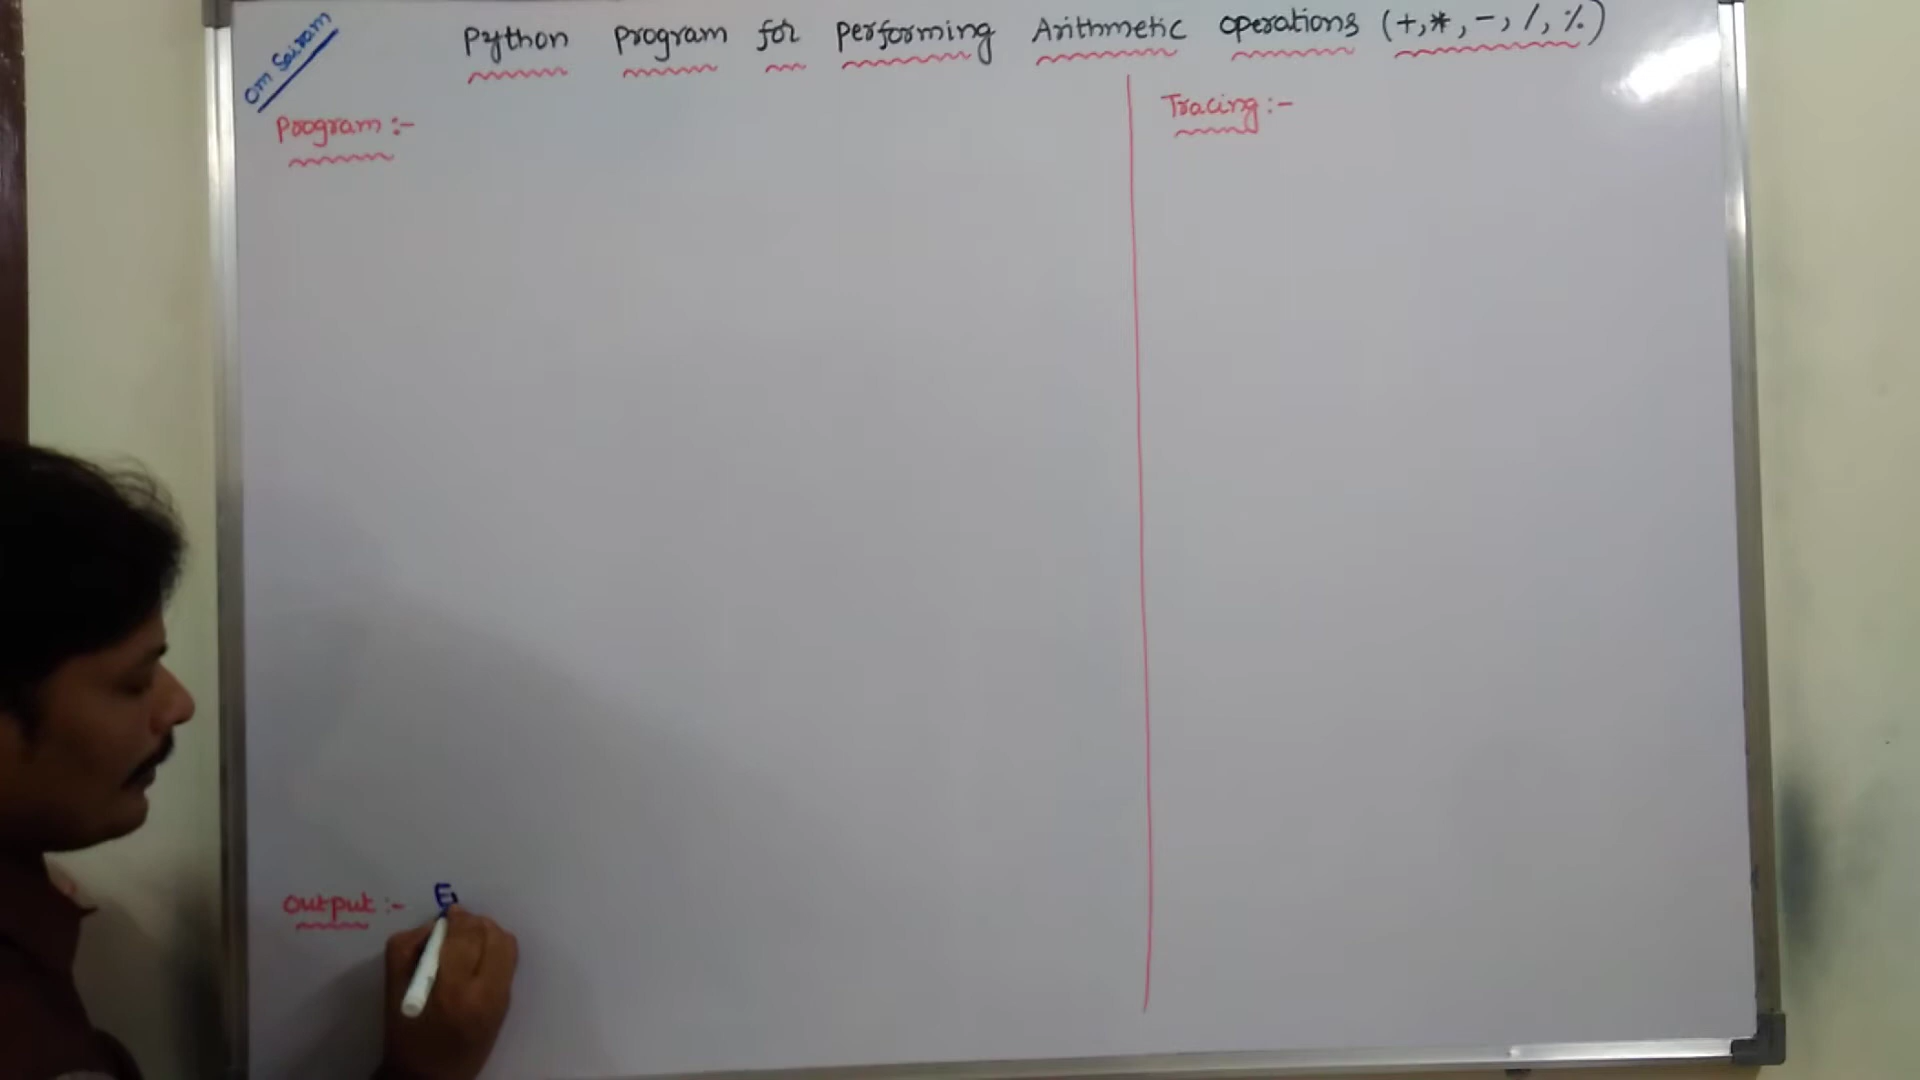 Om Sairam
Python program for performing Arithmetic operations (+,*,-,/,%)
Program:-
Tracing:-
Output:- E